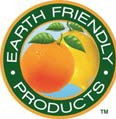 EARTH FRIENDLY
• PRODUCTS •
TM